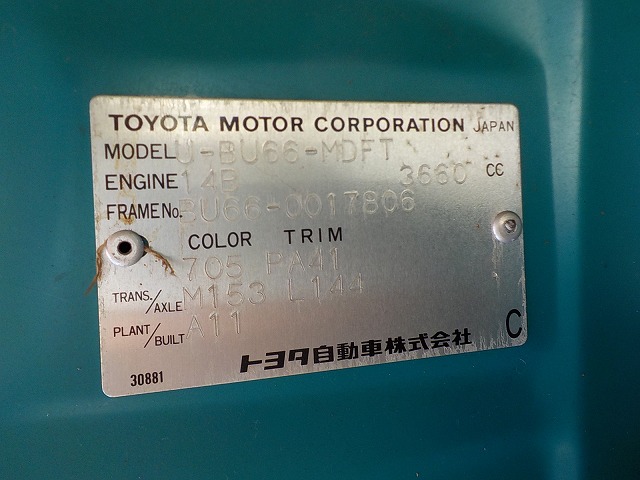 TOYOTA MOTOR CORPORATION JAPAN
MODEL U-BU66-MDFT
ENGINE 14B 3660 CC
FRAME No. BU66-0017806
COLOR TRIM
705 PA41
TRANS./AXLE M153 L144
PLANT/BUILT A11
C
トヨタ自動車株式会社
30881